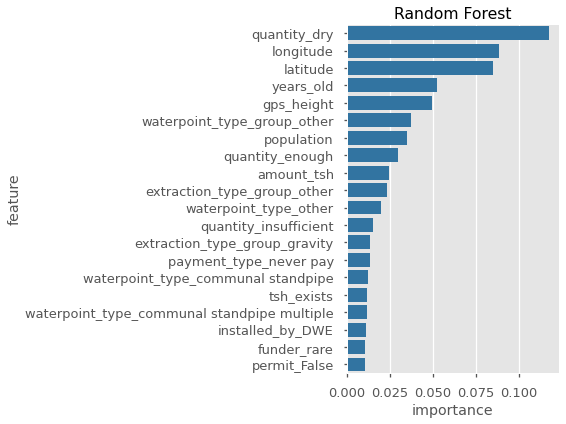 Random Forest
quantity_dry
longitude
latitude
years_old
gps_height
waterpoint_type_group_other
population
quantity_enough
amount_tsh
extraction_type_group_other
waterpoint_type_other
quantity_insufficient
extraction_type_group_gravity
payment_type_never pay
waterpoint_type_communal standpipe
tsh_exists
waterpoint_type_communal standpipe multiple
installed_by_DWE
funder_rare
permit_False
feature
0.000 0.025 0.050 0.075 0.100
importance